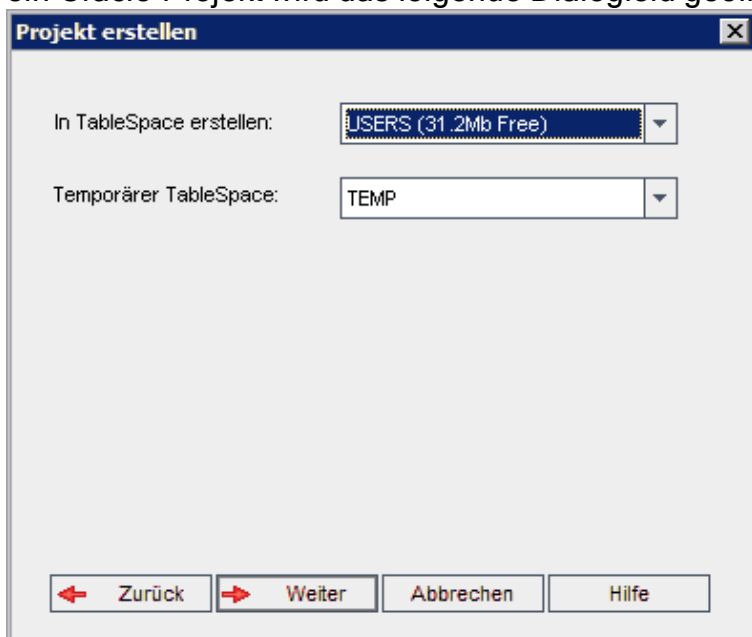 Projekt erstellen
In TableSpace erstellen: USERS (31.2Mb Free)
Temporärer TableSpace: TEMP
Zurück Weiter Abbrechen Hilfe